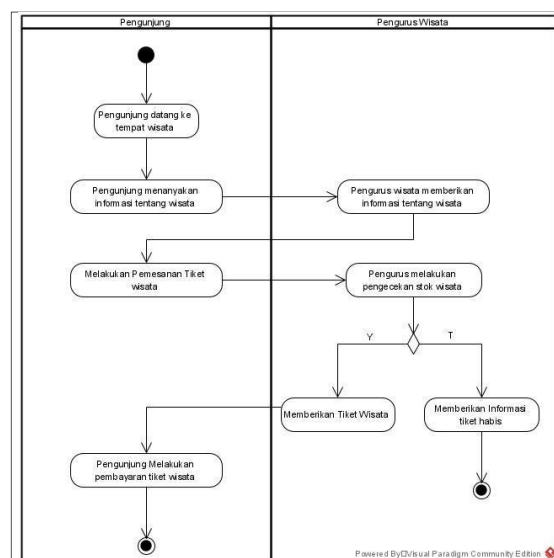 Pengunjung
Pengurus Wisata
Pengunjung datang ke
tempat wisata
Pengunjung menanyakan
informasi tentang wisata
Pengurus wisata memberikan
informasi tentang wisata
Melakukan Pemesanan Tiket
wisata
Pengurus melakukan
pengecekan stok wisata
Y
T
Memberikan Tiket Wisata
Memberikan Informasi
tiket habis
Pengunjung Melakukan
pembayaran tiket wisata
Powered By□Visual Paradigm Community Edition